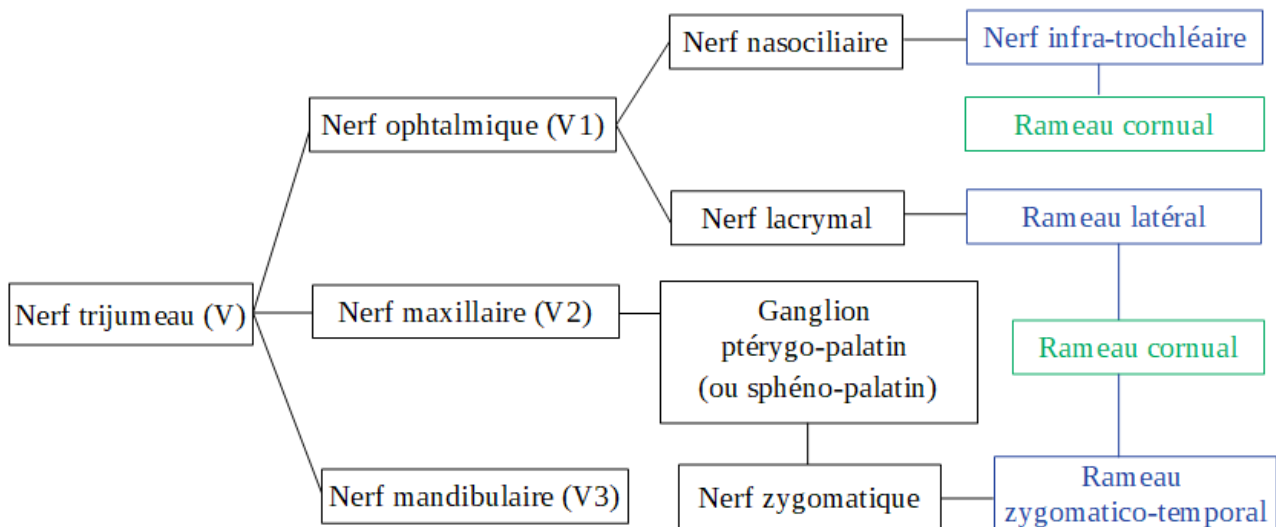 Nerf nasociliaire
Nerf infra-trochléaire
Nerf ophtalmique (V1)
Rameau cornual
Nerf lacrymal
Rameau latéral
Nerf trijumeau (V)
Nerf maxillaire (V2)
Ganglion
ptérygo-palatin
(ou sphéno-palatin)
Rameau cornual
Nerf mandibulaire (V3)
Nerf zygomatique
Rameau
zygomatico-temporal